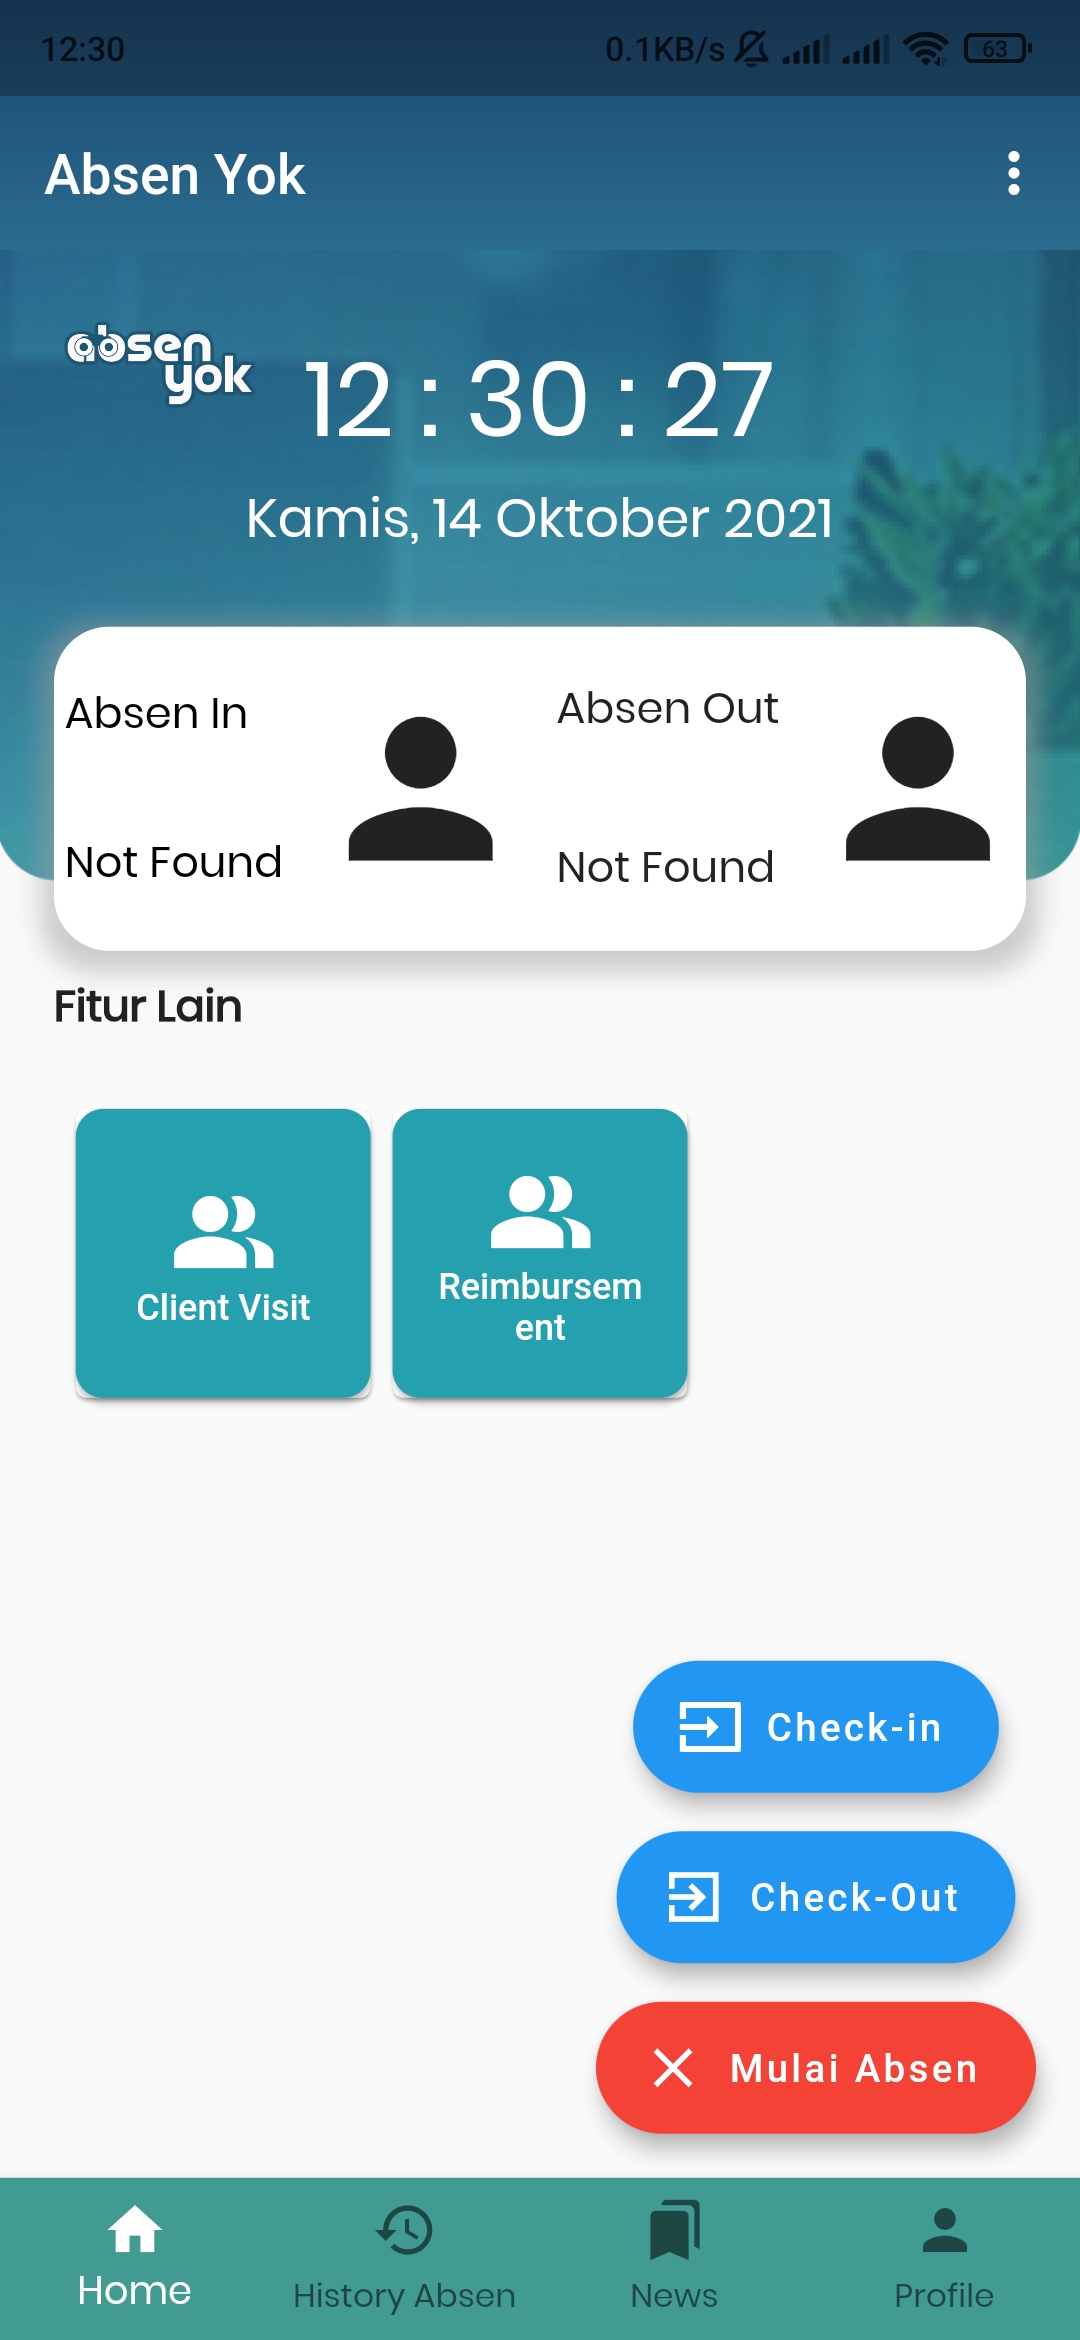 12:30
0.1KB/s
63
Absen Yok
absen
yok
12 : 30 : 27
Kamis, 14 Oktober 2021
Absen In
Absen Out
Not Found
Not Found
Fitur Lain
Client Visit
Reimbursem
ent
Check-in
Check-Out
Mulai Absen
Home
History Absen
News
Profile